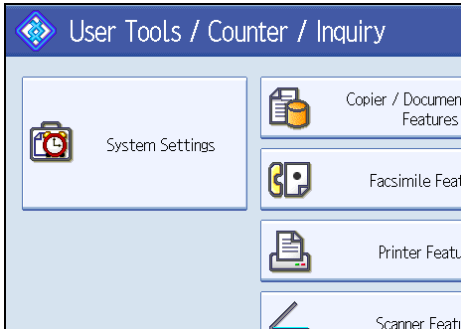 User Tools / Counter / Inquiry
System Settings
Copier / Documen
Features
Facsimile Feat
Printer Featu
Scanner Featu